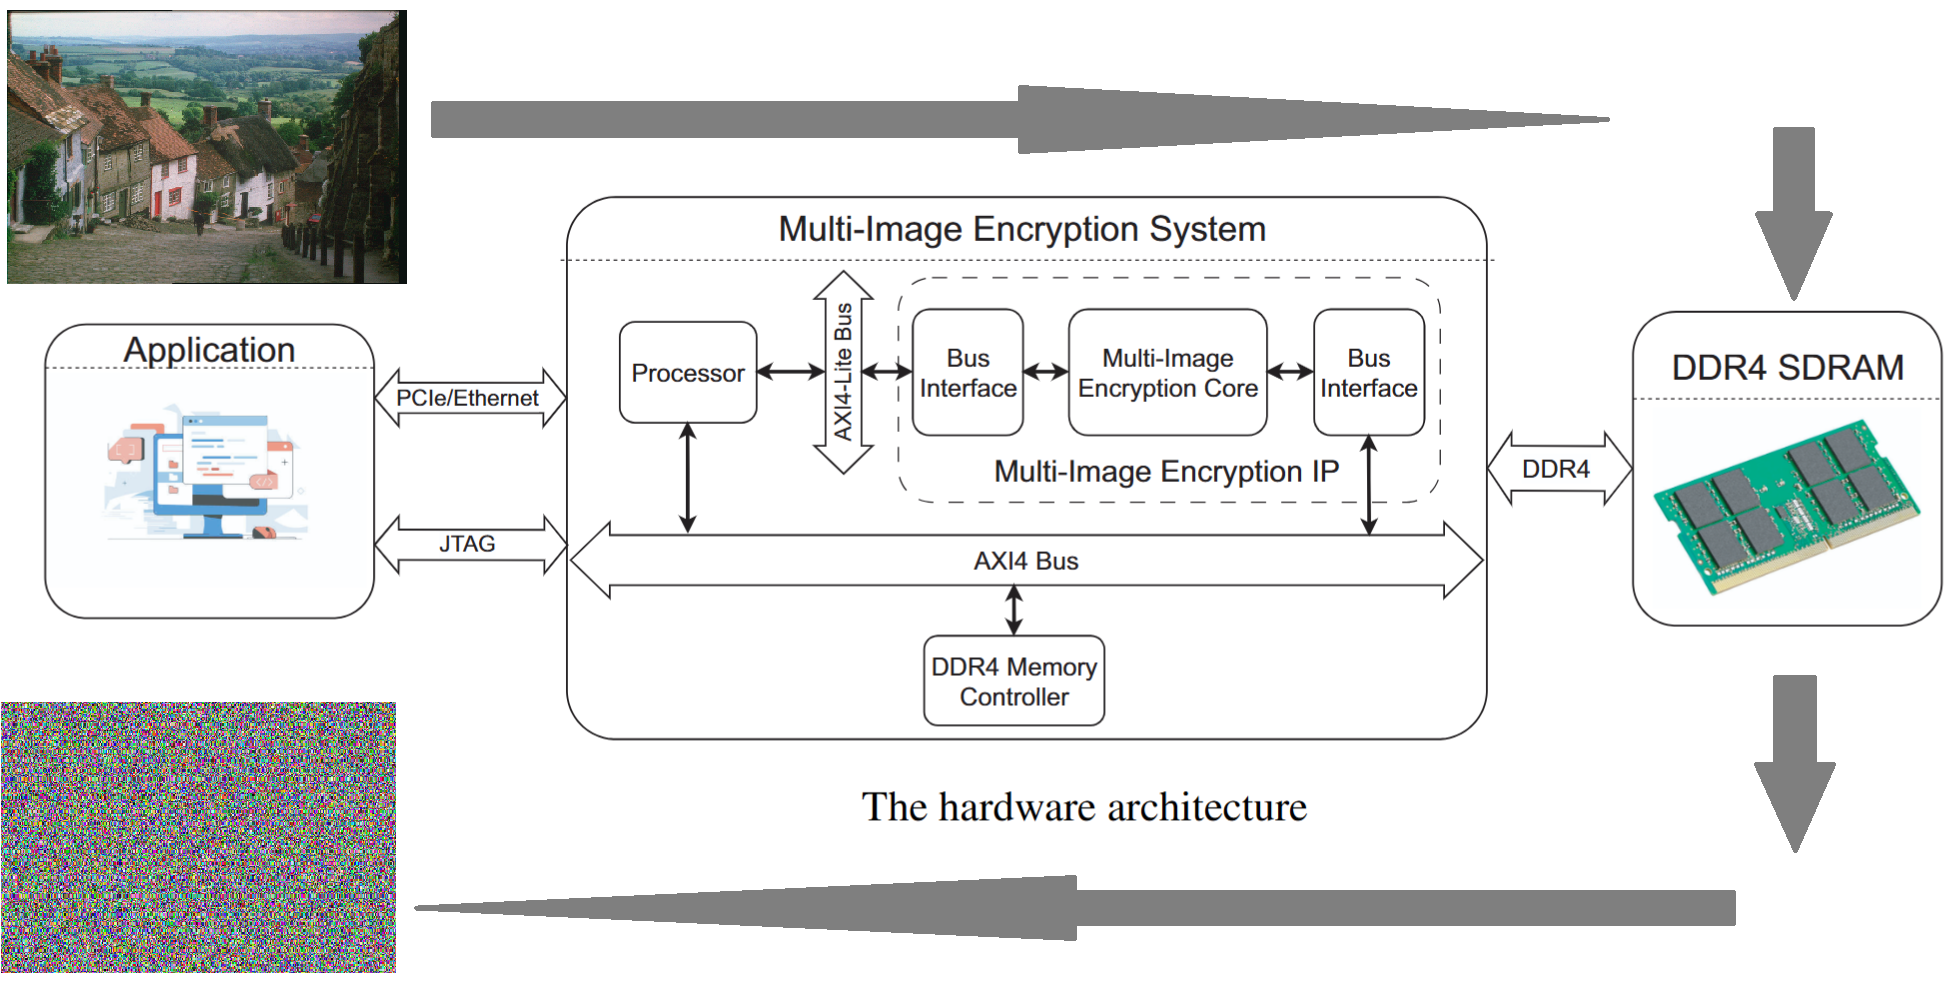 Multi-Image Encryption System
Application
PCIe/Ethernet
JTAG
Processor
AXI4-Lite Bus
Bus
Interface
Multi-Image
Encryption Core
Bus
Interface
Multi-Image Encryption IP
AXI4 Bus
DDR4 Memory
Controller
DDR4
DDR4 SDRAM
The hardware architecture